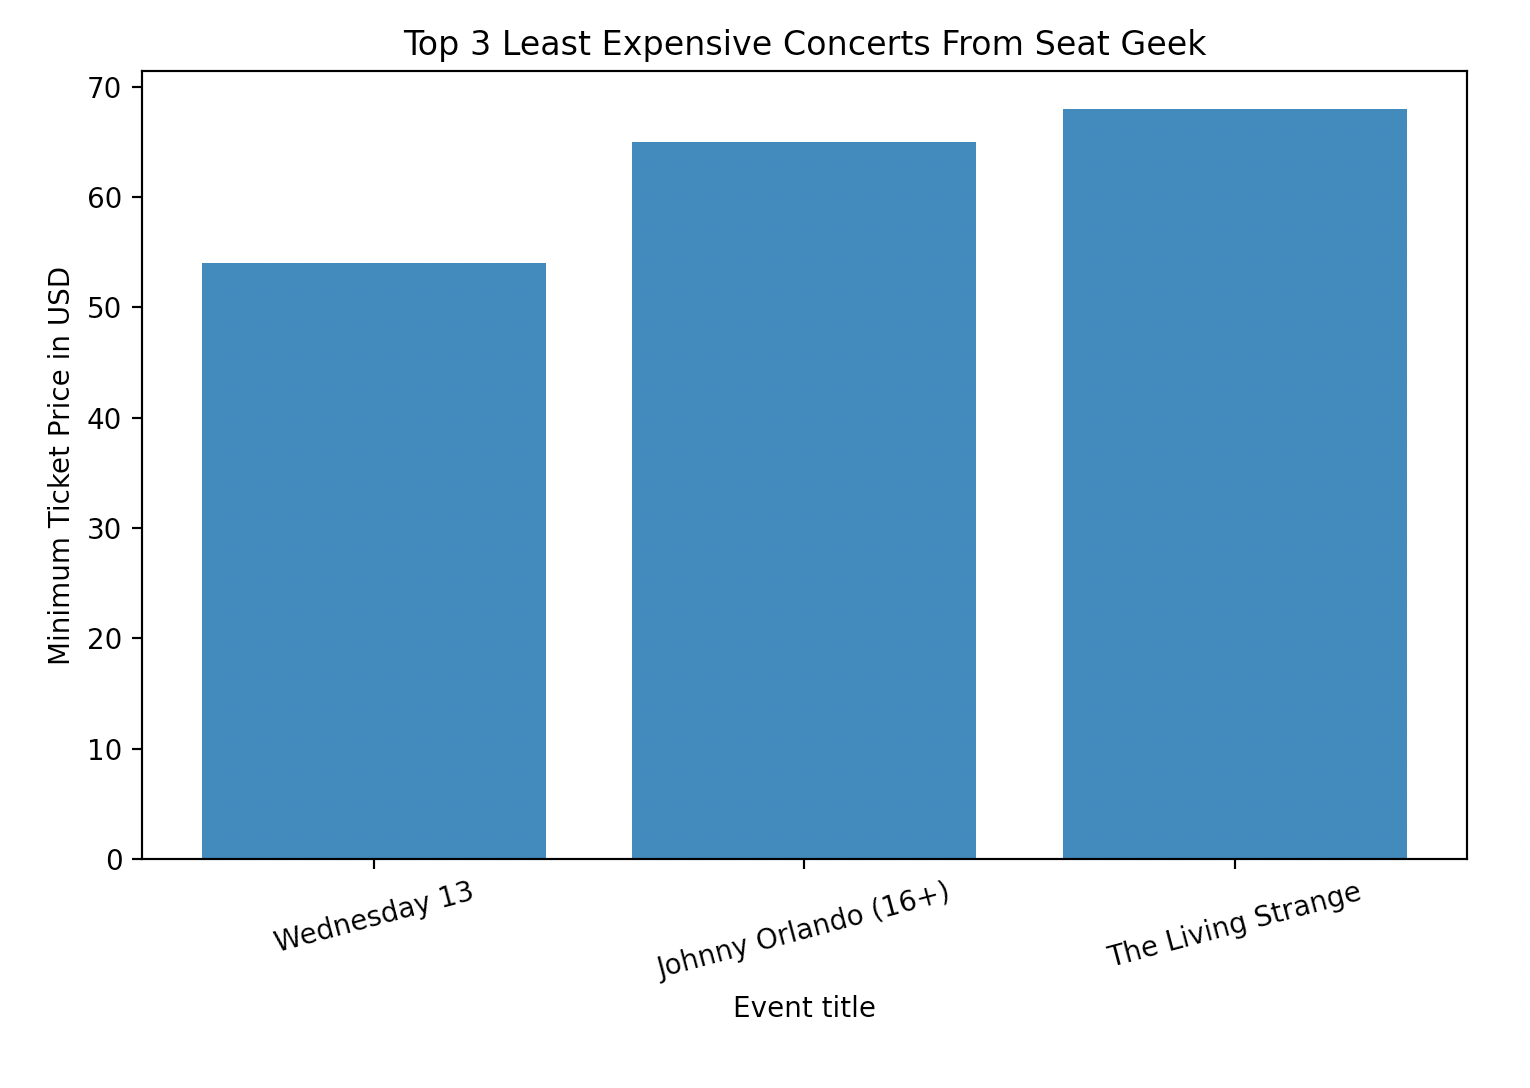 Top 3 Least Expensive Concerts From Seat Geek
Minimum Ticket Price in USD
70
60
50
40
30
20
10
0
Wednesday 13
Johnny Orlando (16+)
The Living Strange
Event title